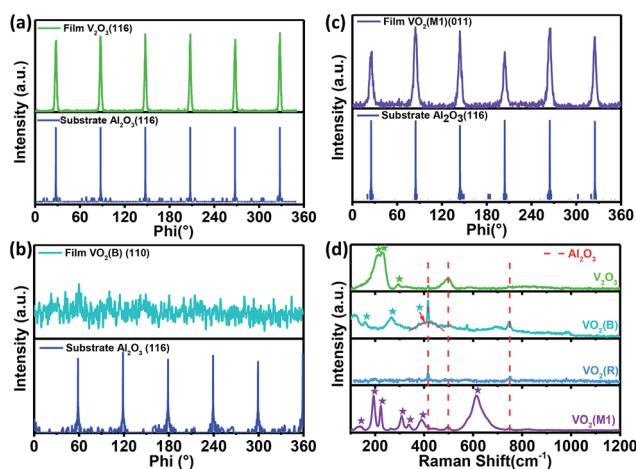 (a)
Film V₂O₃(116)
Substrate Al₂O₃(116)
Intensity (a.u.)
0 60 120 180 240 300 360
Phi(°)
(c)
Film VO₂(M1)(011)
Substrate Al₂O₃(116)
Intensity (a.u.)
0 60 120 180 240 300 360
Phi(°)
(b)
Film VO₂(B) (110)
Substrate Al₂O₃ (116)
Intensity (a.u.)
0 60 120 180 240 300 360
Phi (°)
(d)
Al₂O₃
V₂O₃
VO₂(B)
VO₂(R)
VO₂(M1)
Intensity (a.u.)
200 400 600 800 1000 1200
Raman Shift(cm⁻¹)